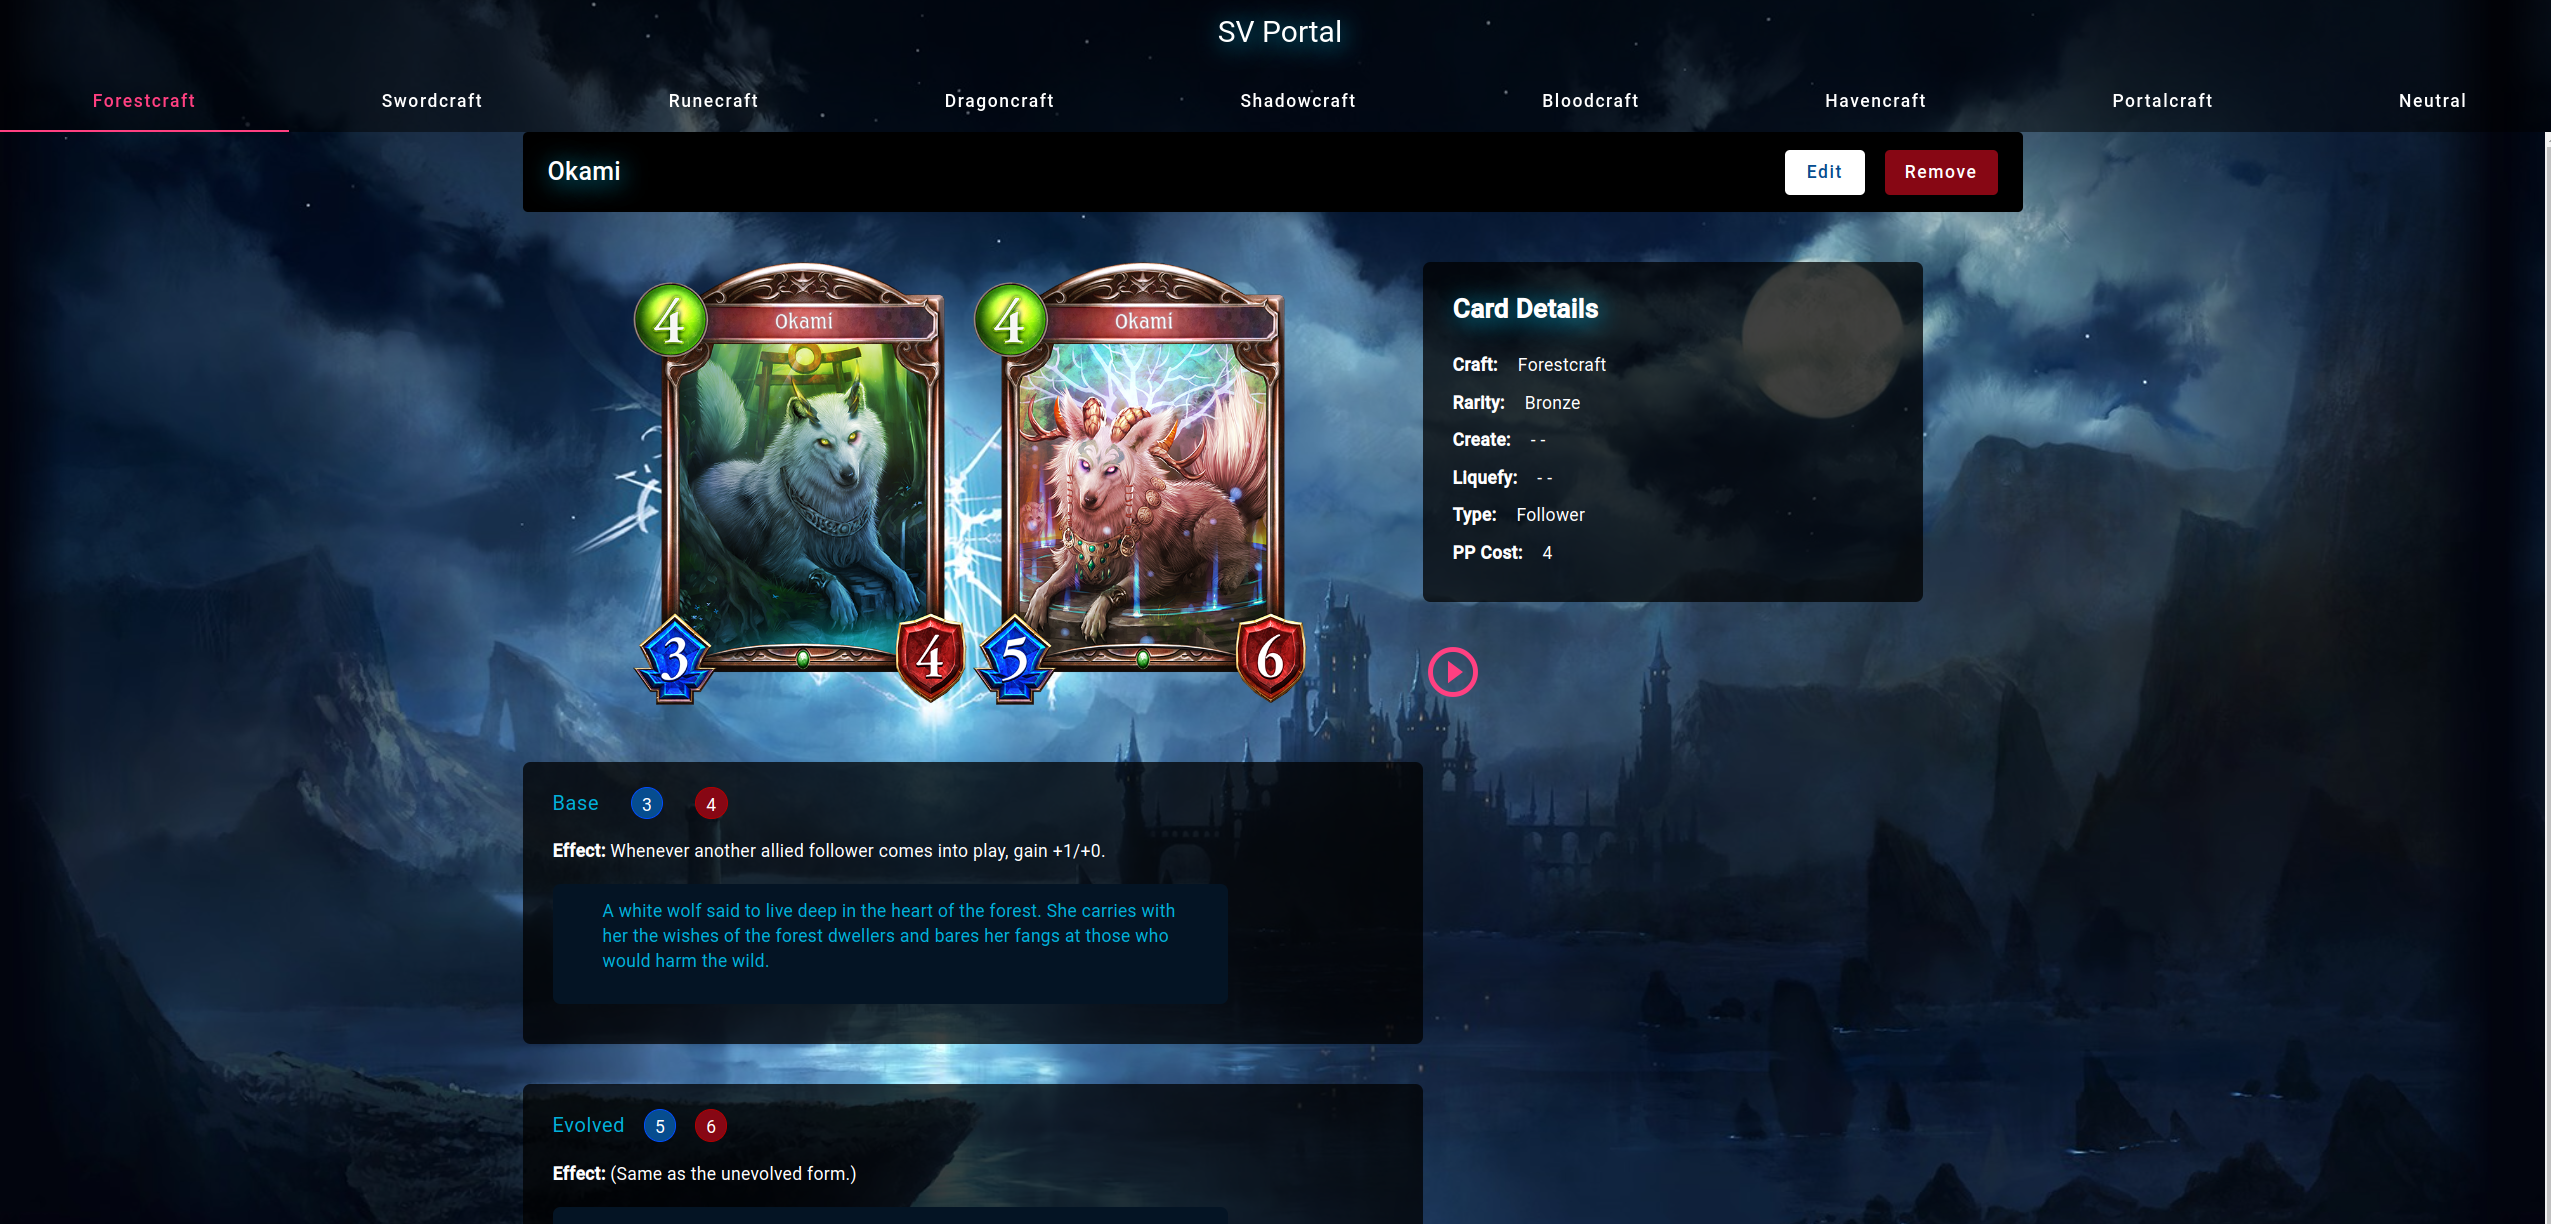 SV Portal
Forestcraft Swordcraft Runecraft Dragoncraft Shadowcraft Bloodcraft Havencraft Portalcraft Neutral
Okami
Edit
Remove
4
Okami
3
4
4
Okami
5
6
Card Details
Craft: Forestcraft
Rarity: Bronze
Create: - -
Liquefy: - -
Type: Follower
PP Cost: 4
Base 3 4
Effect: Whenever another allied follower comes into play, gain +1/+0.
A white wolf said to live deep in the heart of the forest. She carries with
her the wishes of the forest dwellers and bares her fangs at those who
would harm the wild.
Evolved 5 6
Effect: (Same as the unevolved form.)